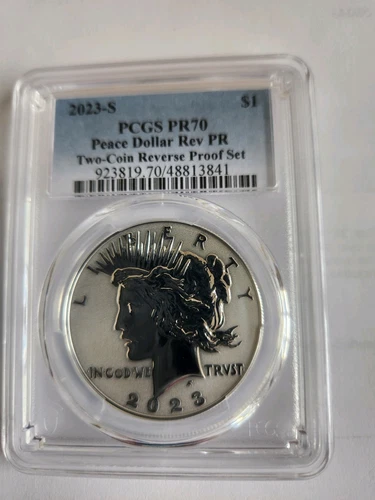 2023-S $1
PCGS PR70
Peace Dollar Rev PR
Two-Coin Reverse Proof Set
923819.70/48813841
LIBERTY
IN GOD WE TRVST
2023